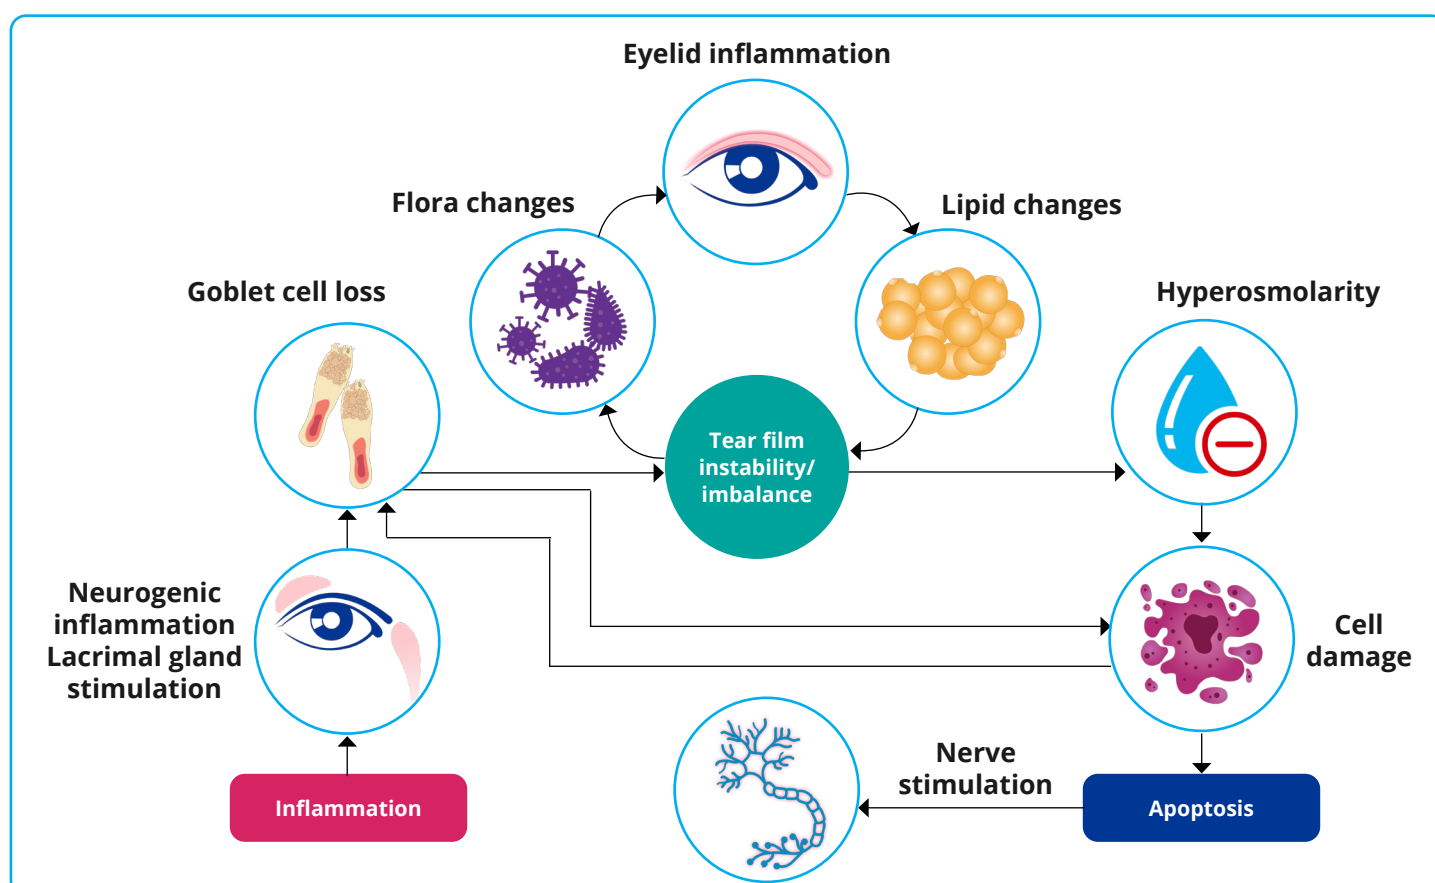 Eyelid inflammation
Flora changes
Lipid changes
Goblet cell loss
Hyperosmolarity
Tear film
instability/
imbalance
Neurogenic
inflammation
Lacrimal gland
stimulation
Cell
damage
Nerve
stimulation
Inflammation
Apoptosis